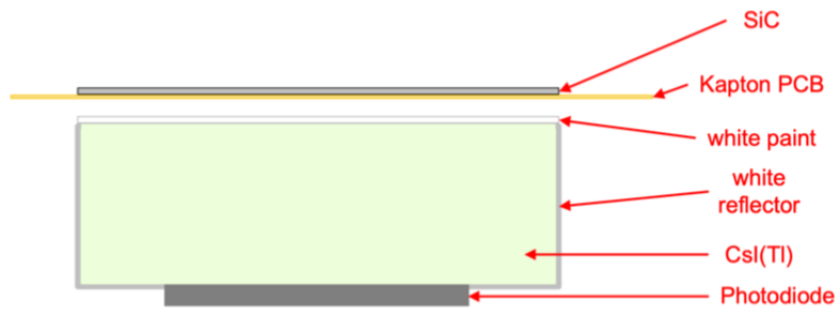 SiC
Kapton PCB
white paint
white
reflector
CsI(Tl)
Photodiode